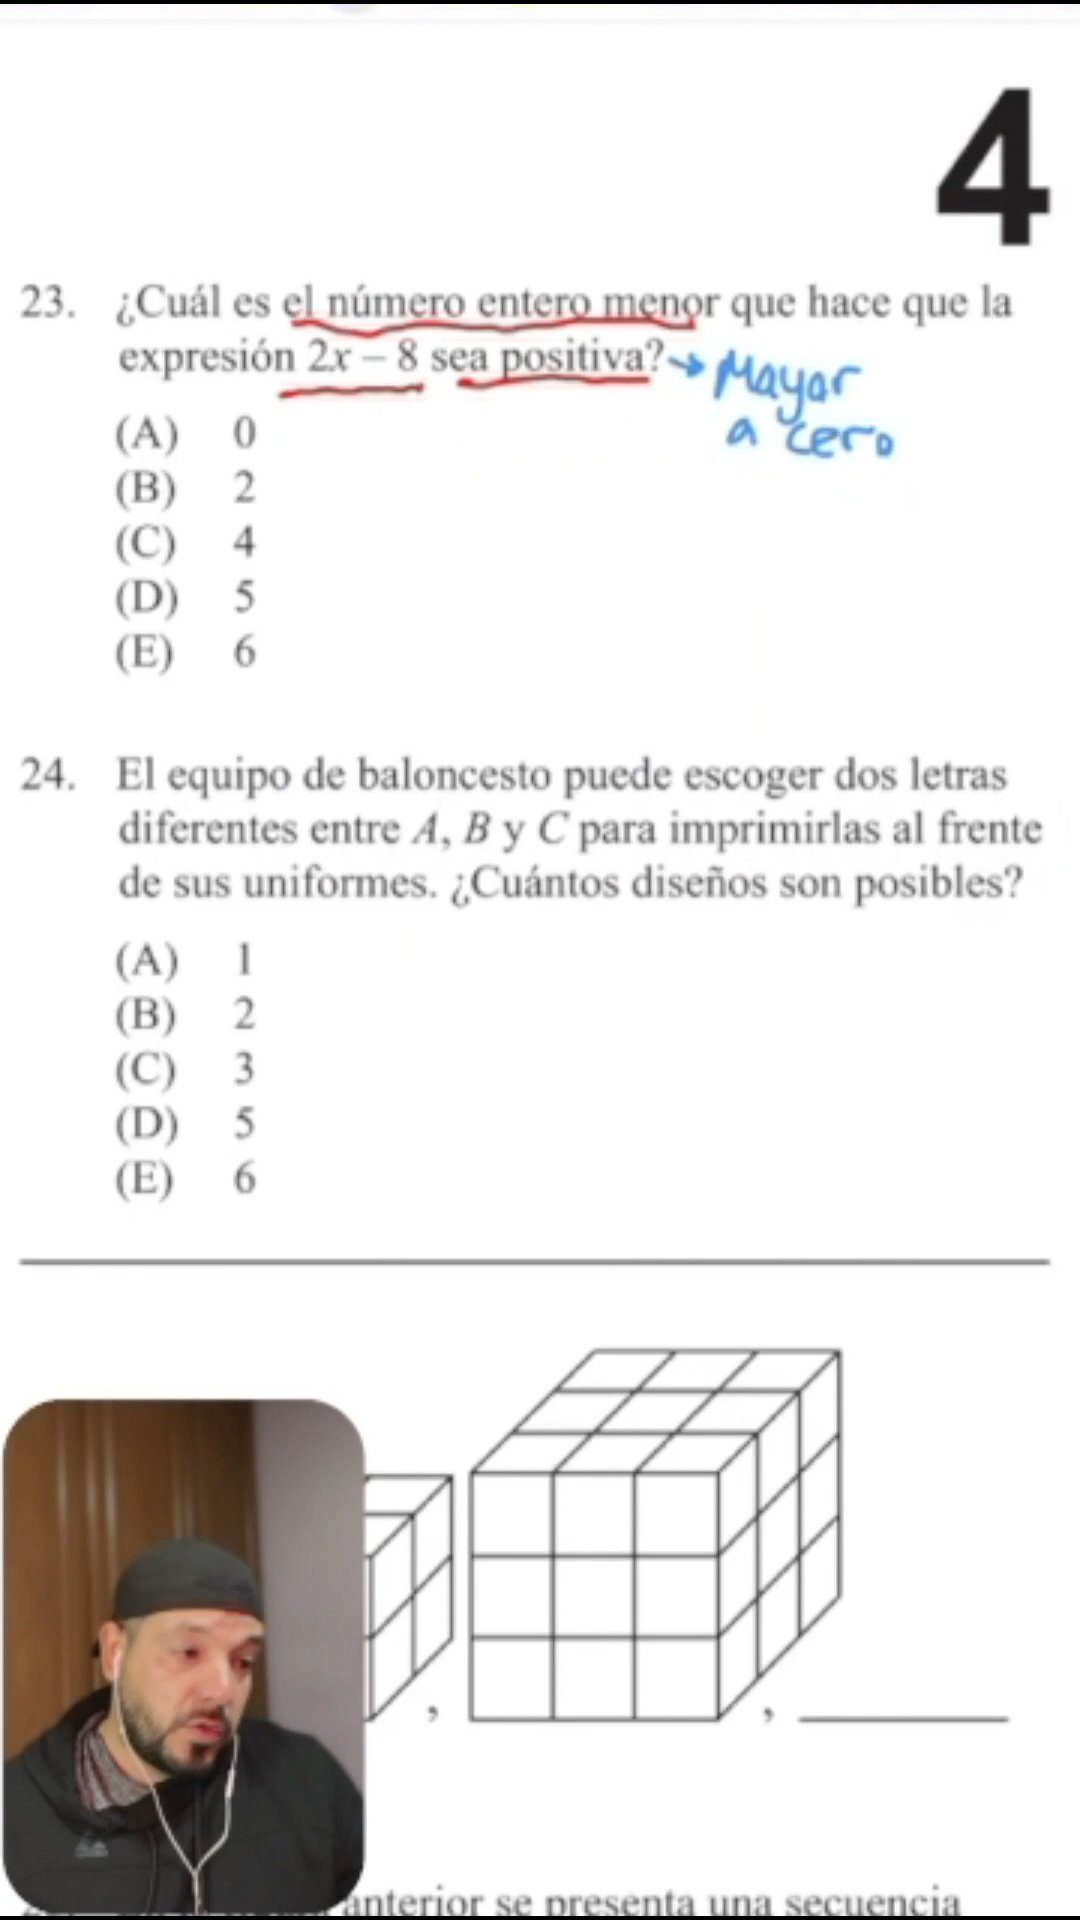 4
23. ¿Cuál es el número entero menor que hace que la
expresión 2x – 8 sea positiva? → Mayor
a cero
(A) 0
(B) 2
(C) 4
(D) 5
(E) 6
24. El equipo de baloncesto puede escoger dos letras
diferentes entre A, B y C para imprimirlas al frente
de sus uniformes. ¿Cuántos diseños son posibles?
(A) 1
(B) 2
(C) 3
(D) 5
(E) 6
, , ____
anterior se presenta una secuencia